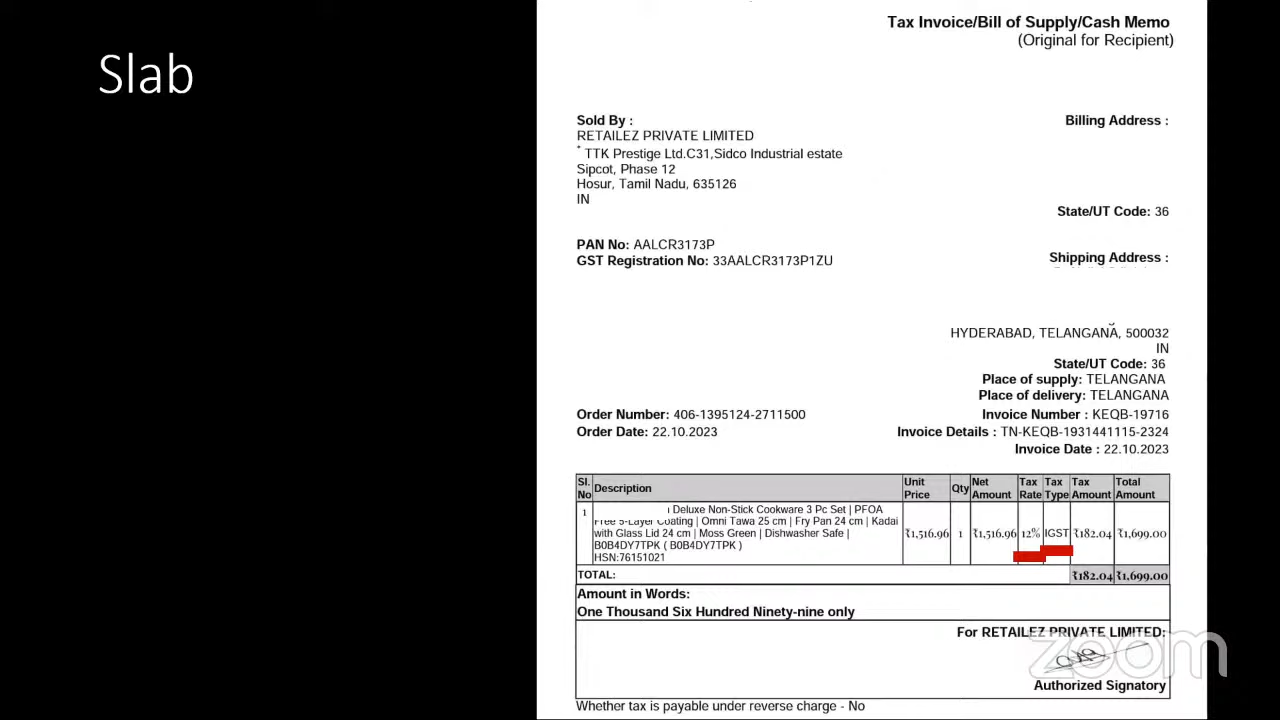 Slab
Tax Invoice/Bill of Supply/Cash Memo
(Original for Recipient)
Sold By :
RETAILEZ PRIVATE LIMITED
* TTK Prestige Ltd.C31,Sidco Industrial estate
Sipcot, Phase 12
Hosur, Tamil Nadu, 635126
IN
Billing Address :
State/UT Code: 36
PAN No: AALCR3173P
GST Registration No: 33AALCR3173P1ZU
Shipping Address :
HYDERABAD, TELANGANA, 500032
IN
State/UT Code: 36
Place of supply: TELANGANA
Place of delivery: TELANGANA
Order Number: 406-1395124-2711500
Order Date: 22.10.2023
Invoice Number : KEQB-19716
Invoice Details : TN-KEQB-1931441115-2324
Invoice Date : 22.10.2023
Sl. No Description Unit Price Qty Net Amount Tax Rate Tax Type Tax Amount Total Amount
1 Deluxe Non-Stick Cookware 3 Pc Set | PFOA
Free 5-Layer Coating | Omni Tawa 25 cm | Fry Pan 24 cm | Kadai
with Glass Lid 24 cm | Moss Green | Dishwasher Safe | ₹1,516.96 1 ₹1,516.96 12% IGST ₹182.04 ₹1,699.00
B0B4DY7TPK ( B0B4DY7TPK )
HSN:76151021
TOTAL: ₹182.04 ₹1,699.00
Amount in Words:
One Thousand Six Hundred Ninety-nine only
For RETAILEZ PRIVATE LIMITED:
zoom
Authorized Signatory
Whether tax is payable under reverse charge - No